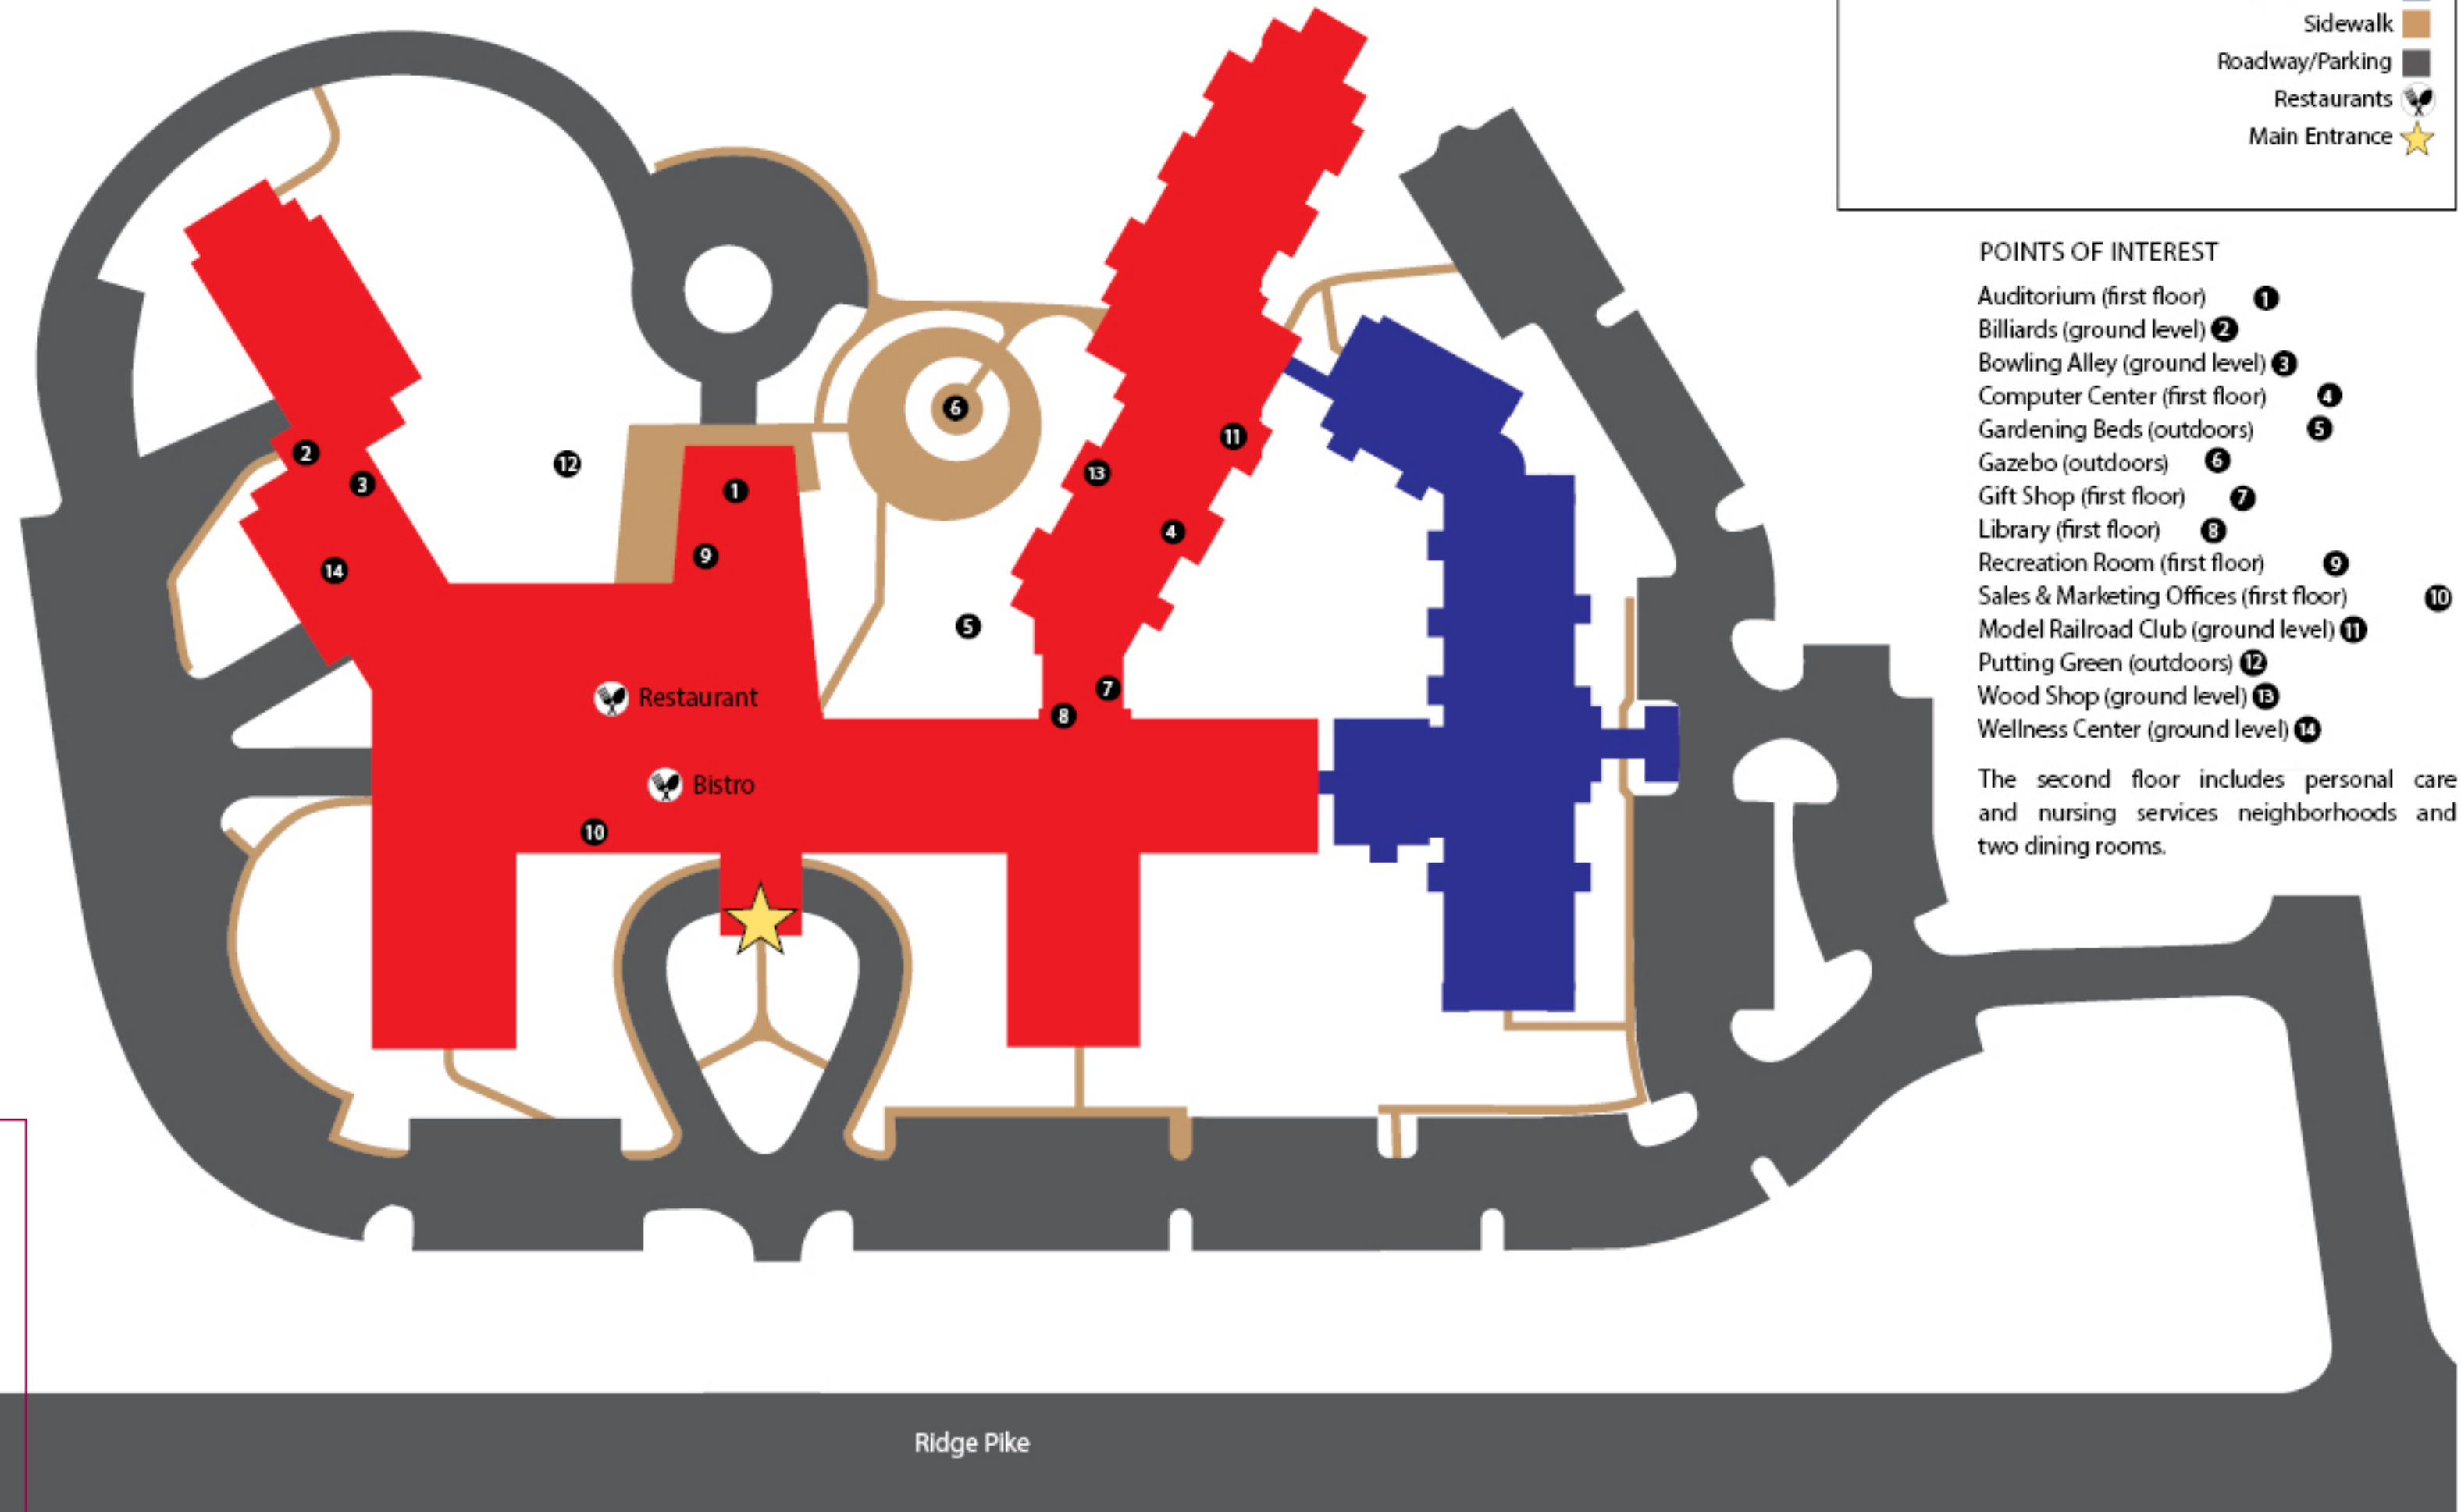 Sidewalk
Roadway/Parking
Restaurants
Main Entrance
POINTS OF INTEREST
Auditorium (first floor) 1
Billiards (ground level) 2
Bowling Alley (ground level) 3
Computer Center (first floor) 4
Gardening Beds (outdoors) 5
Gazebo (outdoors) 6
Gift Shop (first floor) 7
Library (first floor) 8
Recreation Room (first floor) 9
Sales & Marketing Offices (first floor) 10
Model Railroad Club (ground level) 11
Putting Green (outdoors) 12
Wood Shop (ground level) 13
Wellness Center (ground level) 14
The second floor includes personal care
and nursing services neighborhoods and
two dining rooms.
6
11
2
12
13
3
1
4
9
14
5
7
Restaurant
8
Bistro
10
Ridge Pike